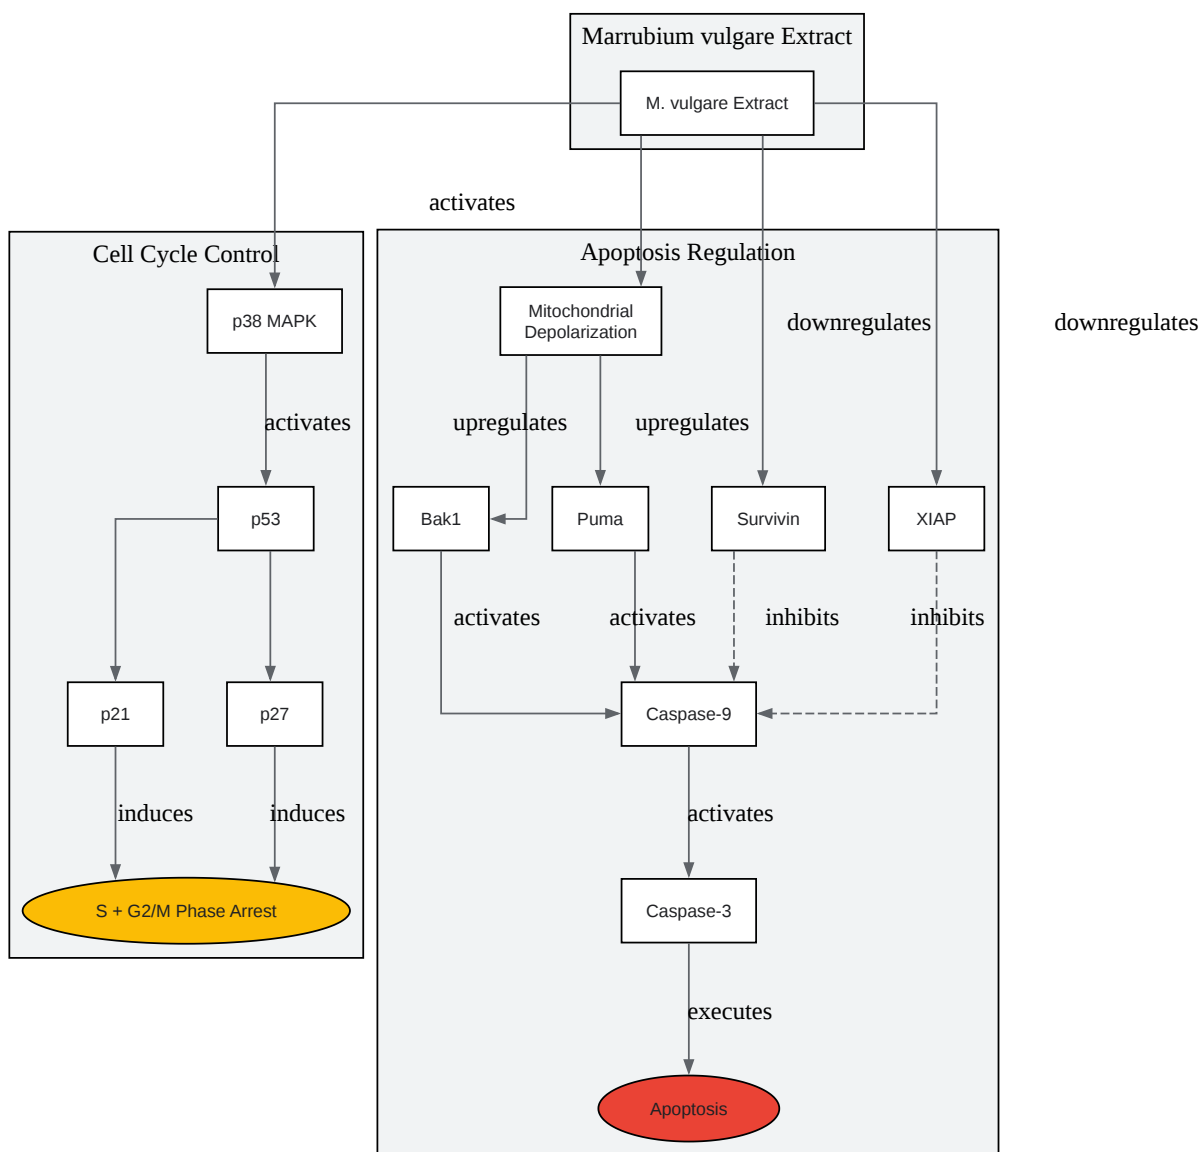 Marrubium vulgare Extract
M. vulgare Extract
activates
Cell Cycle Control
Apoptosis Regulation
p38 MAPK
Mitochondrial
Depolarization
downregulates
downregulates
activates
upregulates
upregulates
p53
Bak1
Puma
Survivin
XIAP
activates
activates
inhibits
inhibits
p21
p27
Caspase-9
induces
induces
activates
S + G2/M Phase Arrest
Caspase-3
executes
Apoptosis